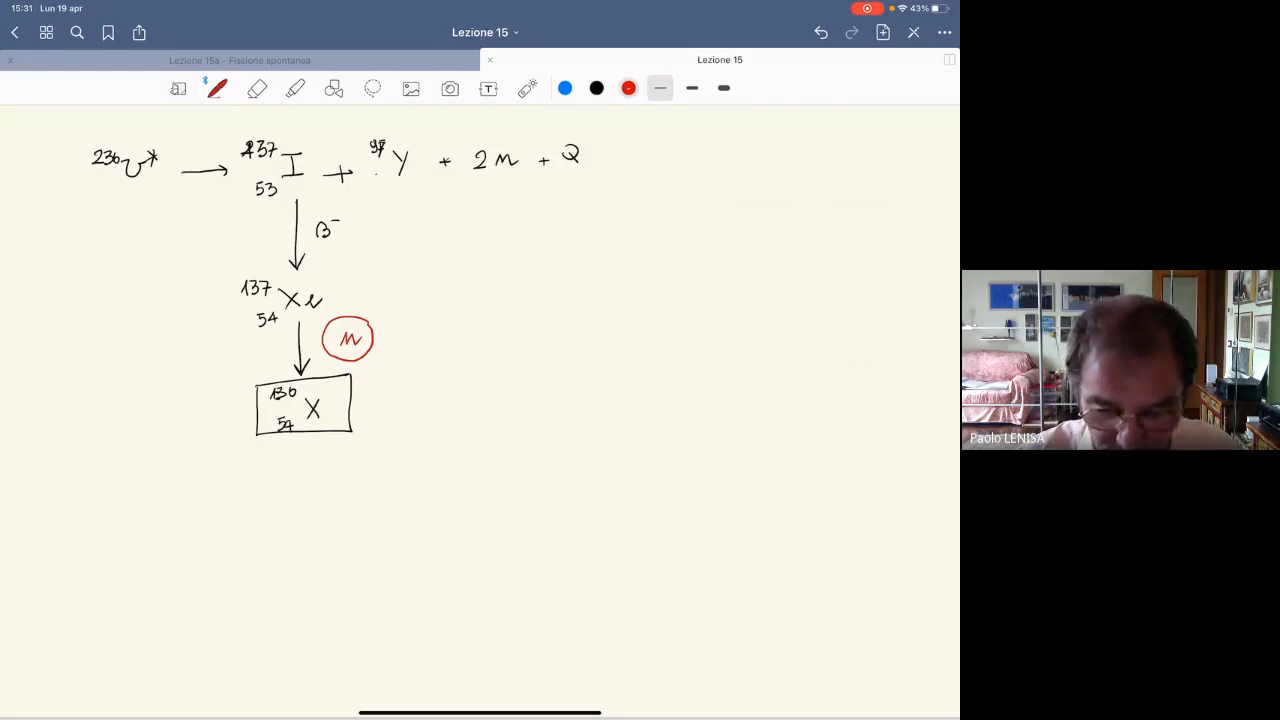 15:31 Lun 19 apr
43%
Lezione 15
Lezione 15a - Fissione spontanea
Lezione 15
T
236 U* → 137 53 I + 97 Y + 2n + Q
β⁻
137 54 Xe
n
136 54 X
Paolo LENISA